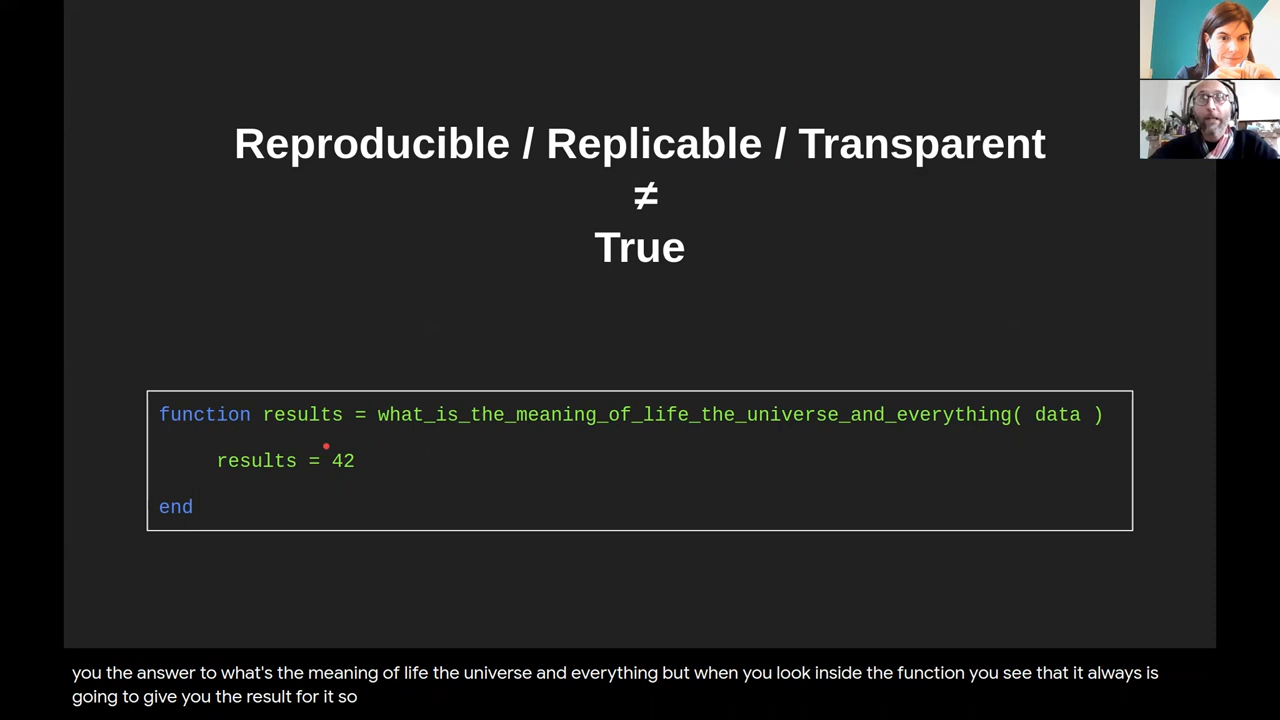 Reproducible / Replicable / Transparent
≠
True
function results = what_is_the_meaning_of_life_the_universe_and_everything( data )
results = 42
end
you the answer to what's the meaning of life the universe and everything but when you look inside the function you see that it always is
going to give you the result for it so